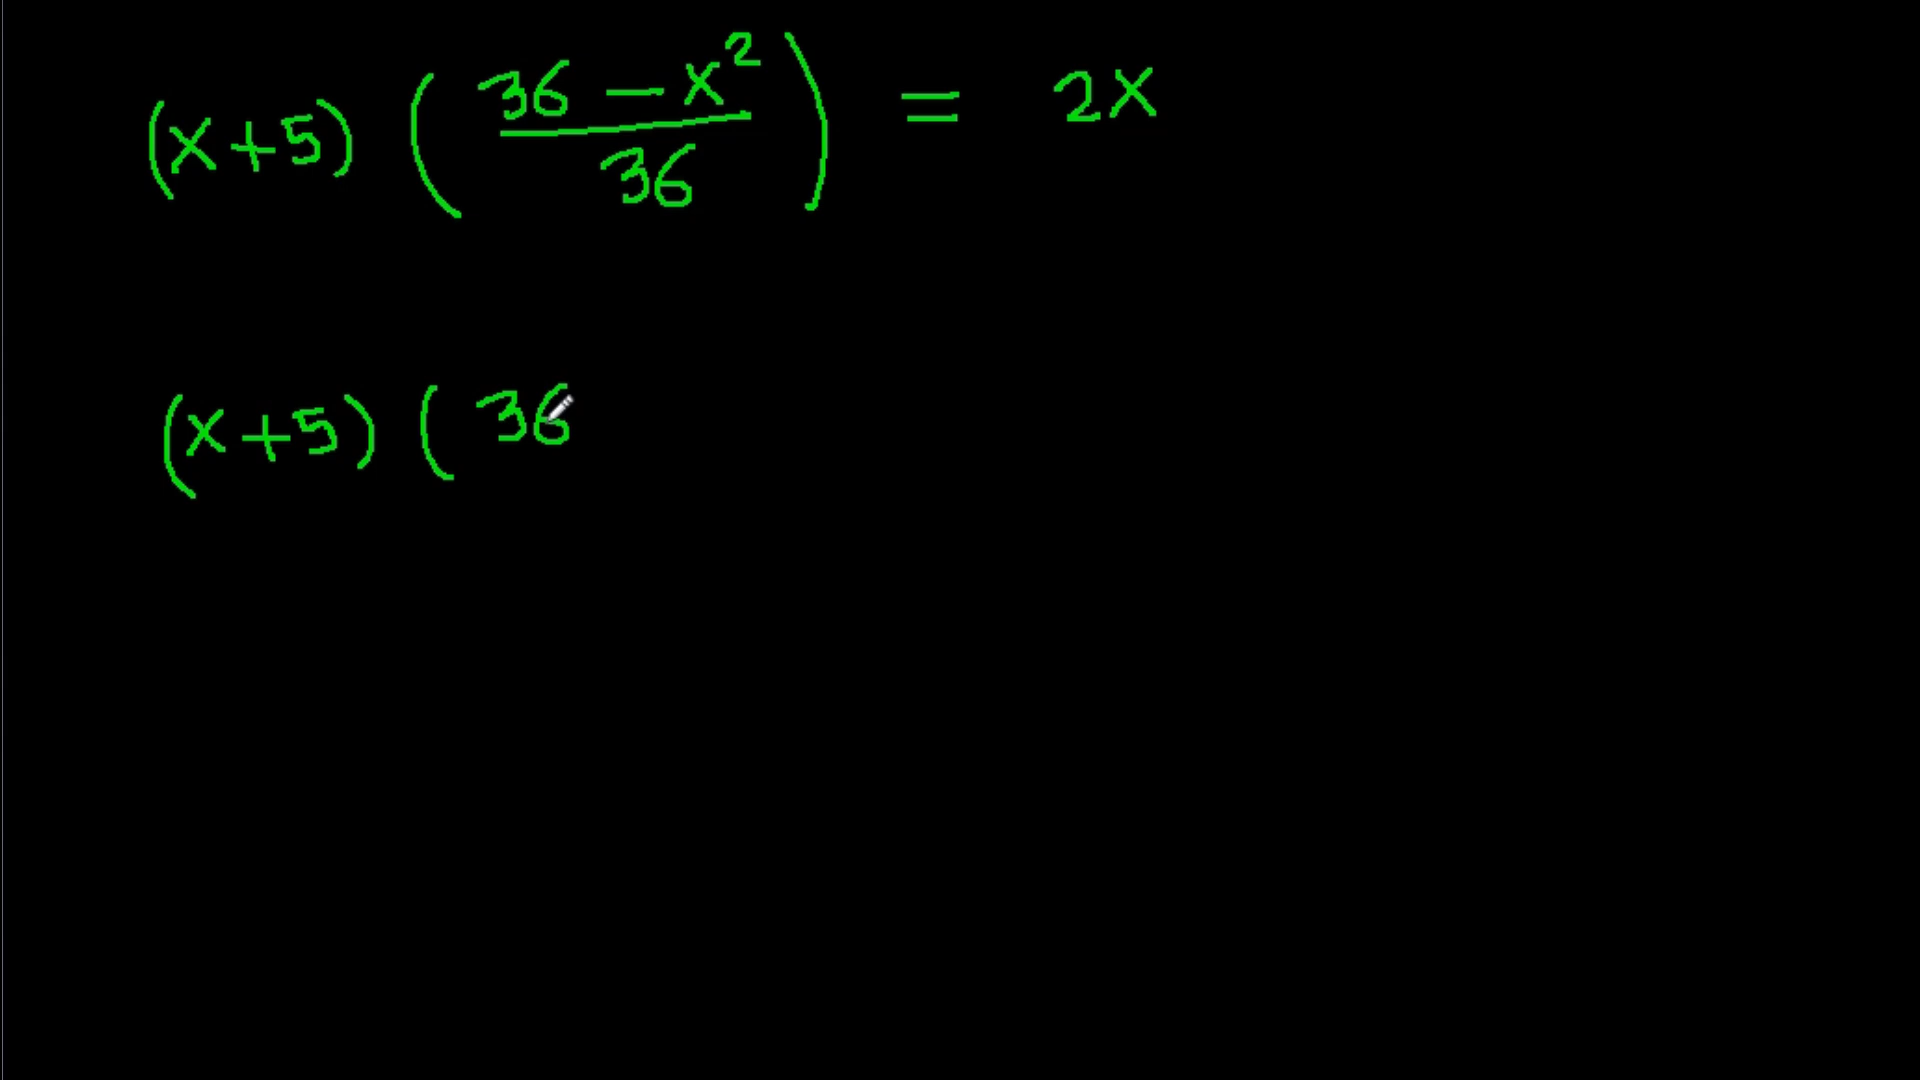 (x+5) ( (36 - x²)/36 ) = 2x
(x+5) ( 36